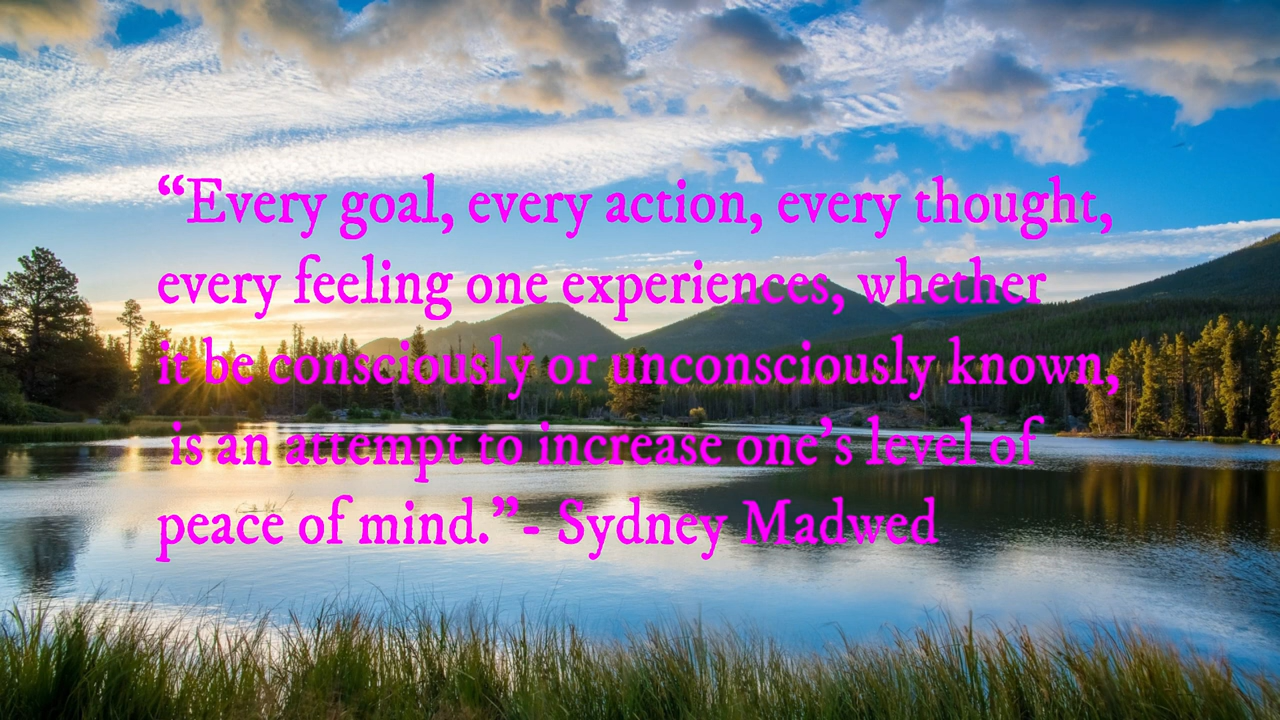 “Every goal, every action, every thought,
every feeling one experiences, whether
it be consciously or unconsciously known,
is an attempt to increase one’s level of
peace of mind.”- Sydney Madwed